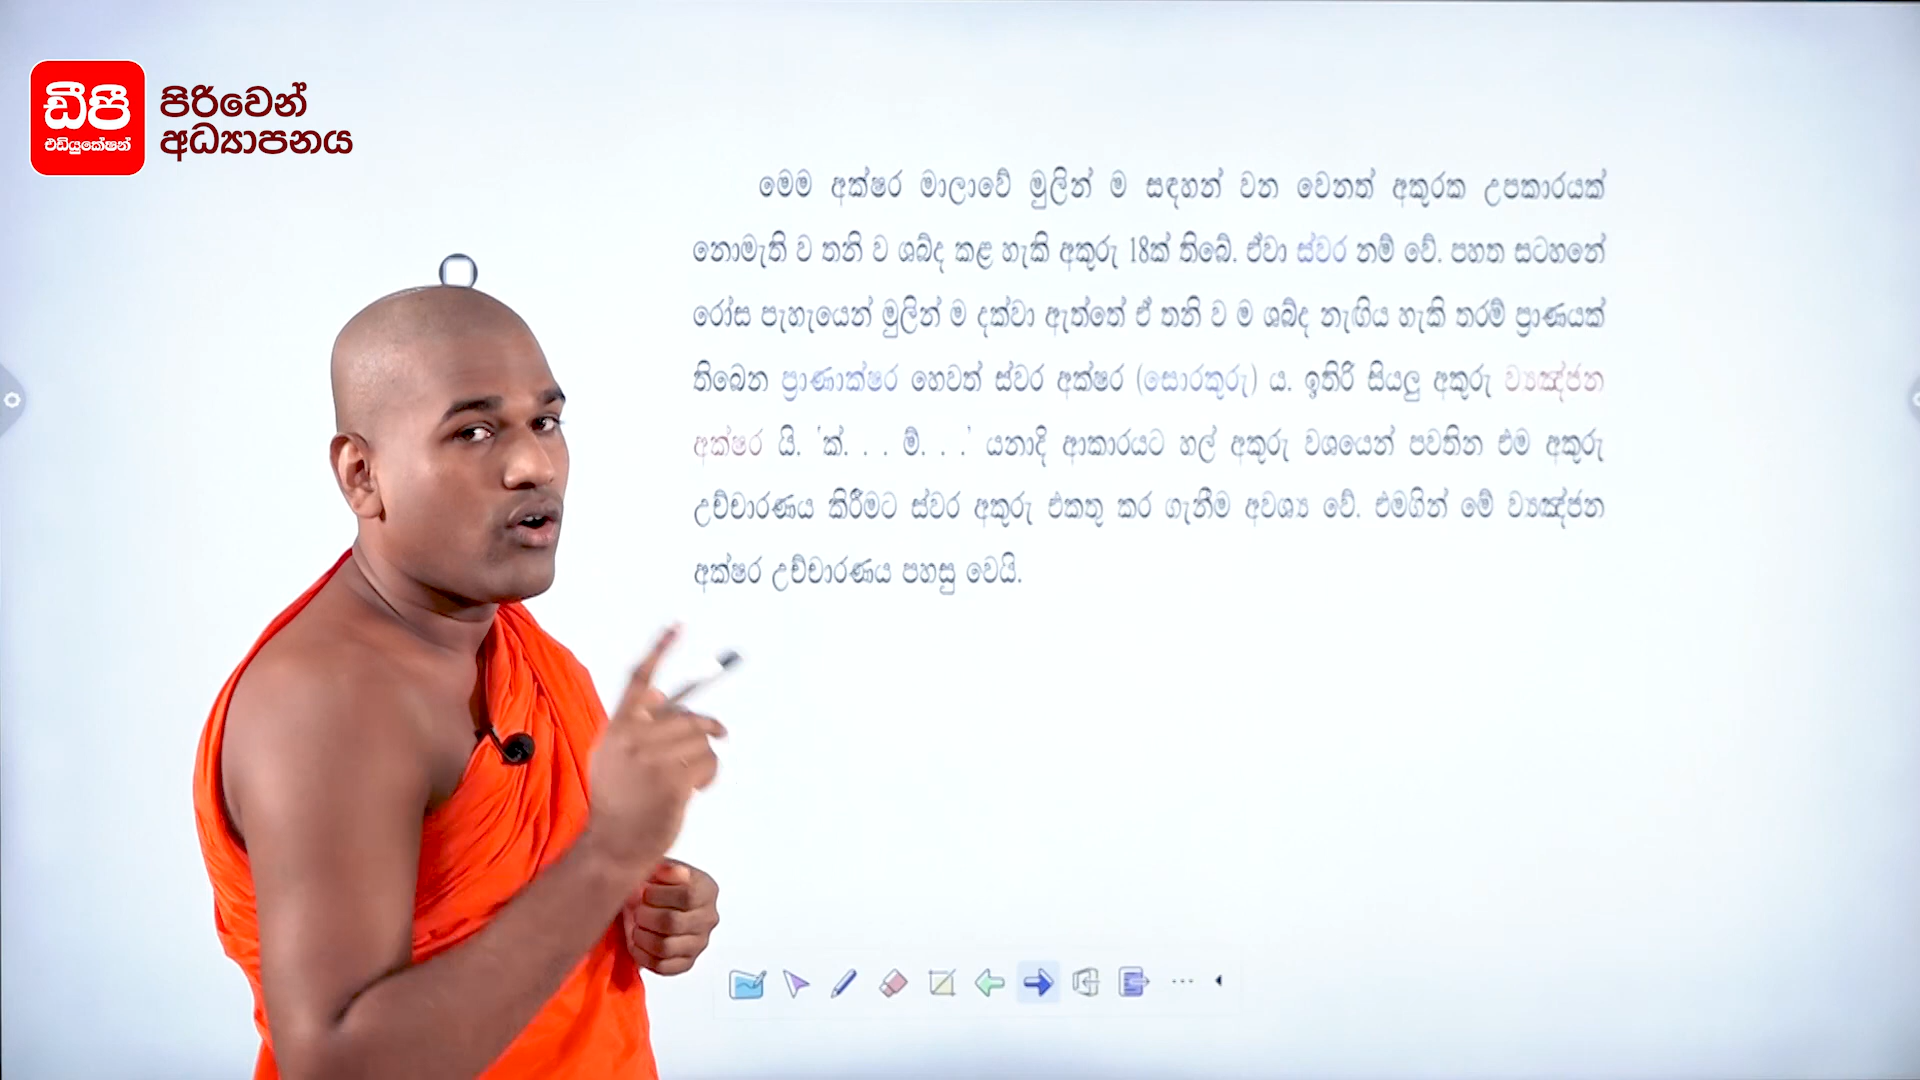 ඩීපී
එඩියුකේෂන්
පිරිවෙන්
අධ්‍යාපනය
මෙම අක්ෂර මාලාවේ මුලින් ම සඳහන් වන වෙනත් අකුරක උපකාරයක්
නොමැති ව තනි ව ශබ්ද කළ හැකි අකුරු 18ක් තිබේ. ඒවා ස්වර නම් වේ. පහත සටහනේ
රෝස පැහැයෙන් මුලින් ම දක්වා ඇත්තේ ඒ තනි ව ම ශබ්ද නැඟිය හැකි තරම් ප්‍රාණයක්
තිබෙන ප්‍රාණාක්ෂර හෙවත් ස්වර අක්ෂර (සොරකුරු) ය. ඉතිරි සියලු අකුරු ව්‍යඤ්ජන
අක්ෂර යි. ‘ක්. . . ම්. . .’ යනාදි ආකාරයට හල් අකුරු වශයෙන් පවතින එම අකුරු
උච්චාරණය කිරීමට ස්වර අකුරු එකතු කර ගැනීම අවශ්‍ය වේ. එමගින් මේ ව්‍යඤ්ජන
අක්ෂර උච්චාරණය පහසු වෙයි.